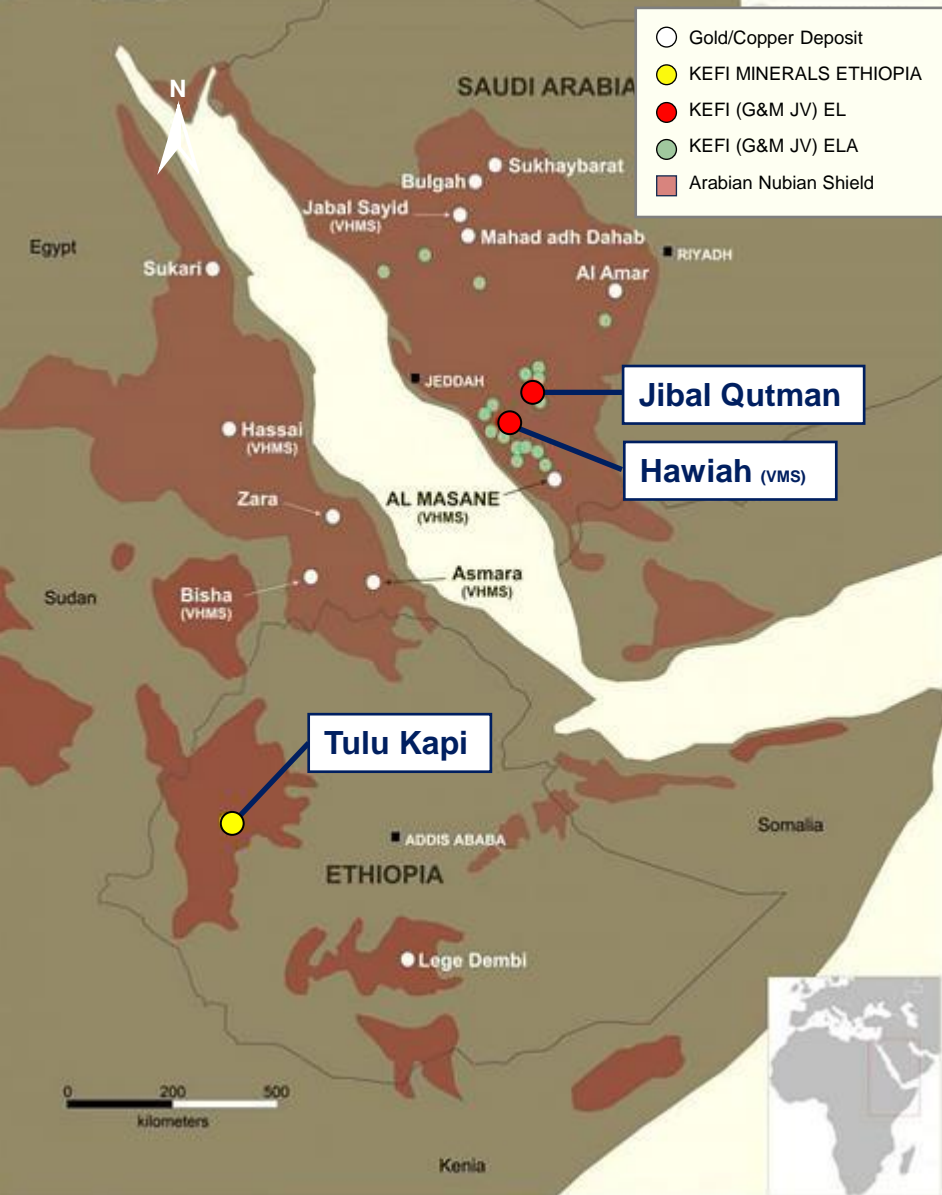 Gold/Copper Deposit
KEFI MINERALS ETHIOPIA
KEFI (G&M JV) EL
KEFI (G&M JV) ELA
Arabian Nubian Shield
N
SAUDI ARABIA
Sukhaybarat
Bulgah
Jabal Sayid
(VHMS)
Mahad adh Dahab
Egypt
RIYADH
Sukari
Al Amar
JEDDAH
Jibal Qutman
Hassai
(VHMS)
Hawiah (VMS)
Zara
AL MASANE
(VHMS)
Asmara
(VHMS)
Bisha
(VHMS)
Sudan
Tulu Kapi
Somalia
ADDIS ABABA
ETHIOPIA
Lege Dembi
0 200 500
kilometers
Kenia